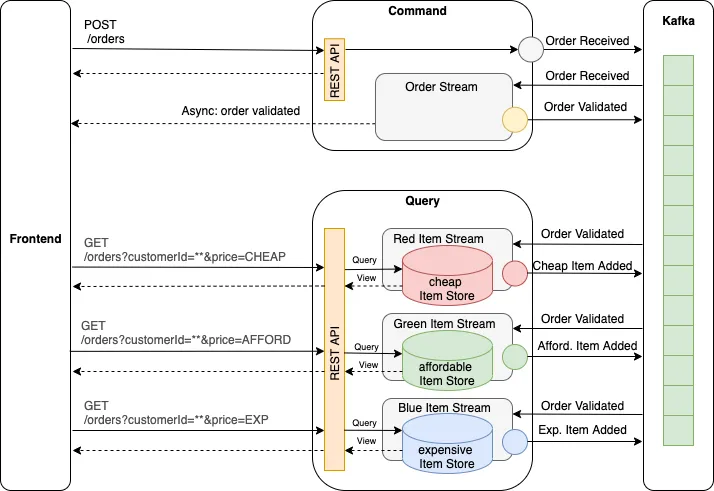 Command
Kafka
POST
/orders
REST API
Order Received
Order Received
Order Stream
Async: order validated
Order Validated
Query
Frontend
GET
/orders?customerId=**&price=CHEAP
Red Item Stream
Order Validated
Query
View
cheap
Item Store
Cheap Item Added
REST API
GET
/orders?customerId=**&price=AFFORD
Green Item Stream
Order Validated
Query
View
affordable
Item Store
Afford. Item Added
GET
/orders?customerId=**&price=EXP
Blue Item Stream
Order Validated
Query
View
expensive
Item Store
Exp. Item Added